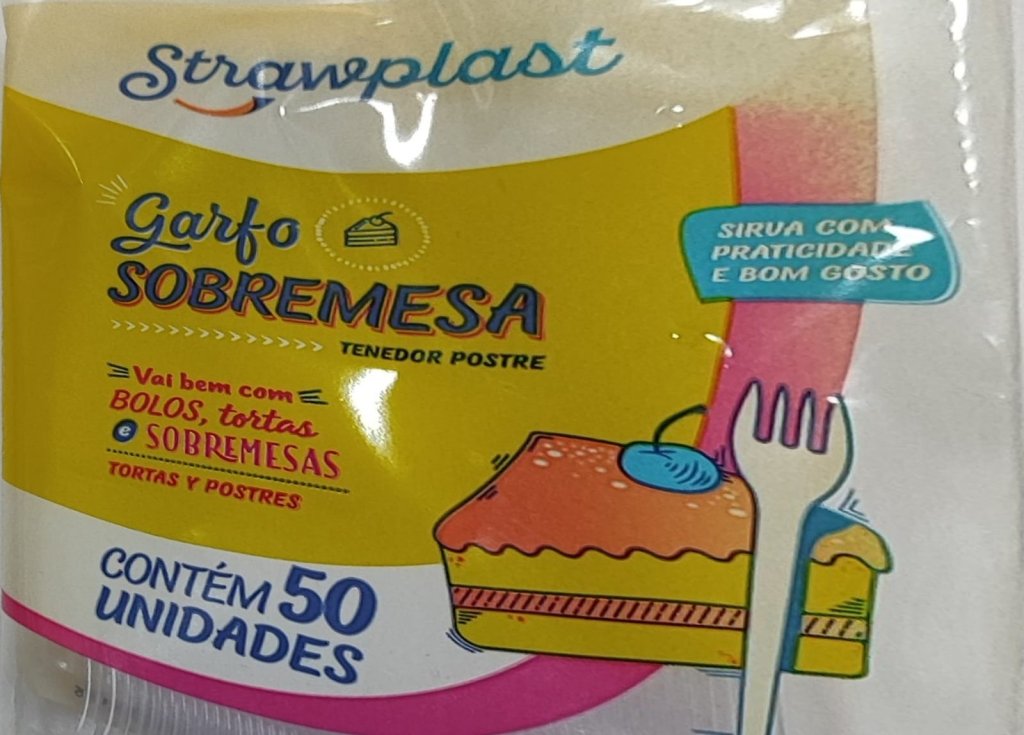 Strawplast
Garfo
SOBREMESA
TENEDOR POSTRE
Vai bem com
BOLOS, tortas
e SOBREMESAS
TORTAS Y POSTRES
CONTÉM 50
UNIDADES
SIRVA COM
PRATICIDADE
E BOM GOSTO